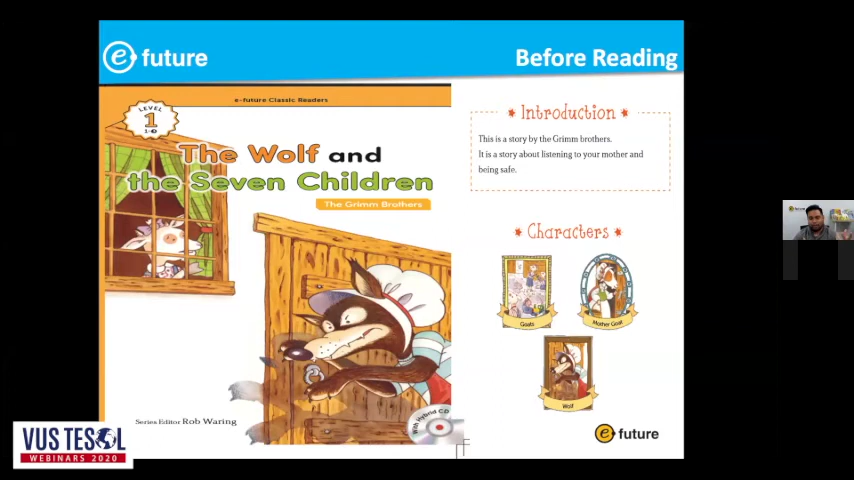 e future
Before Reading
e-future Classic Readers
LEVEL
1
The Wolf and
the Seven Children
The Grimm Brothers
Series Editor Rob Waring
With Hybrid CD
Introduction
This is a story by the Grimm brothers.
It is a story about listening to your mother and
being safe.
Characters
Goats
Mother Goat
Wolf
e future
VUS TESOL
WEBINARS 2020